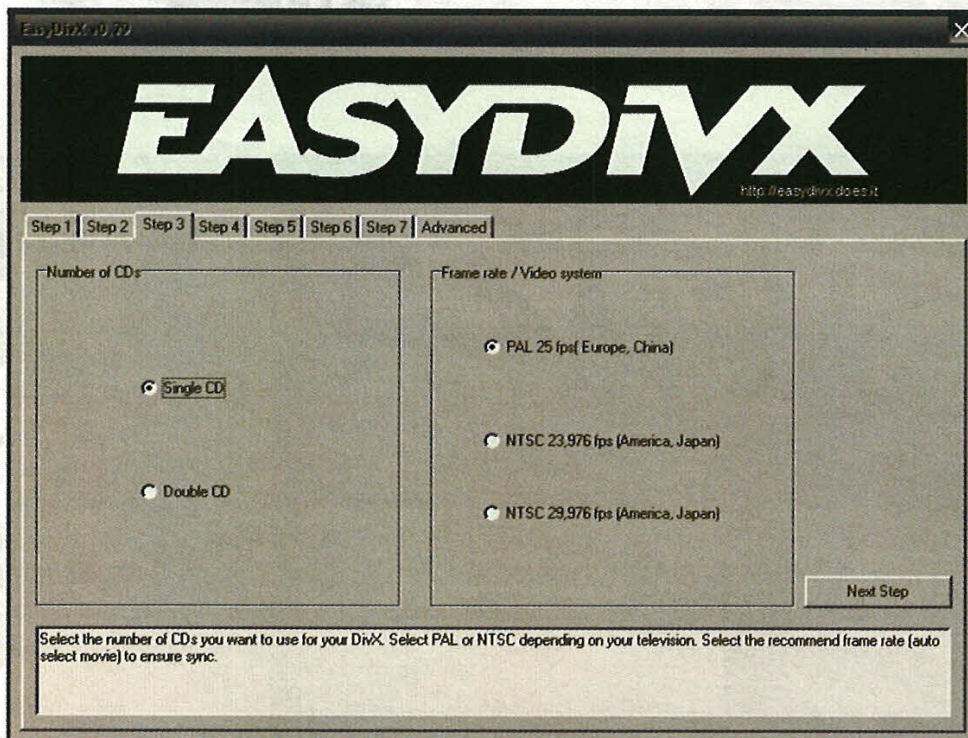 EasyDivX v0.79
EASYDiVX
http://easydivx.does.it
Step 1 Step 2 Step 3 Step 4 Step 5 Step 6 Step 7 Advanced
Number of CDs
Single CD
Double CD
Frame rate / Video system
PAL 25 fps( Europe, China)
NTSC 23,976 fps (America, Japan)
NTSC 29,976 fps (America, Japan)
Next Step
Select the number of CDs you want to use for your DivX. Select PAL or NTSC depending on your television. Select the recommend frame rate (auto
select movie) to ensure sync.